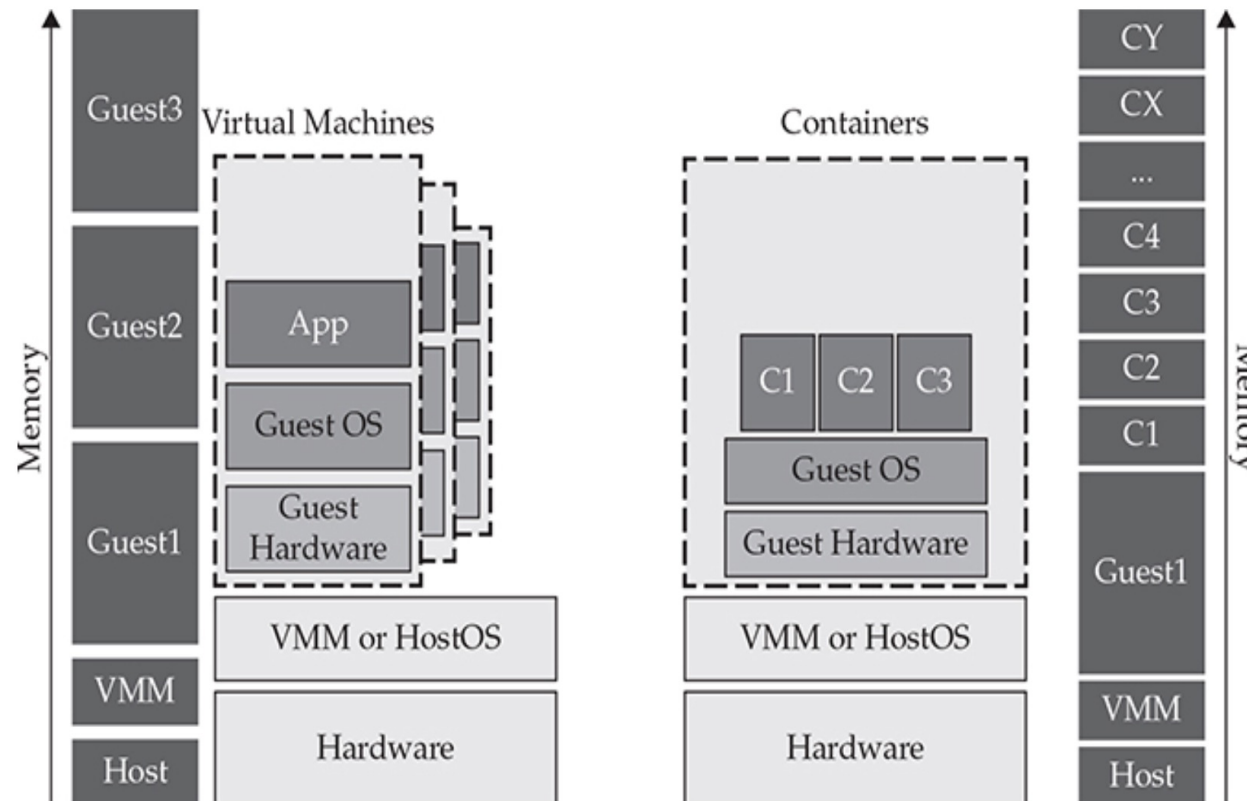 Memory
Guest3
Guest2
Guest1
VMM
Host
Virtual Machines
App
Guest OS
Guest
Hardware
VMM or HostOS
Hardware
Containers
C1
C2
C3
Guest OS
Guest Hardware
VMM or HostOS
Hardware
CY
CX
...
C4
C3
C2
C1
Guest1
VMM
Host
Memory